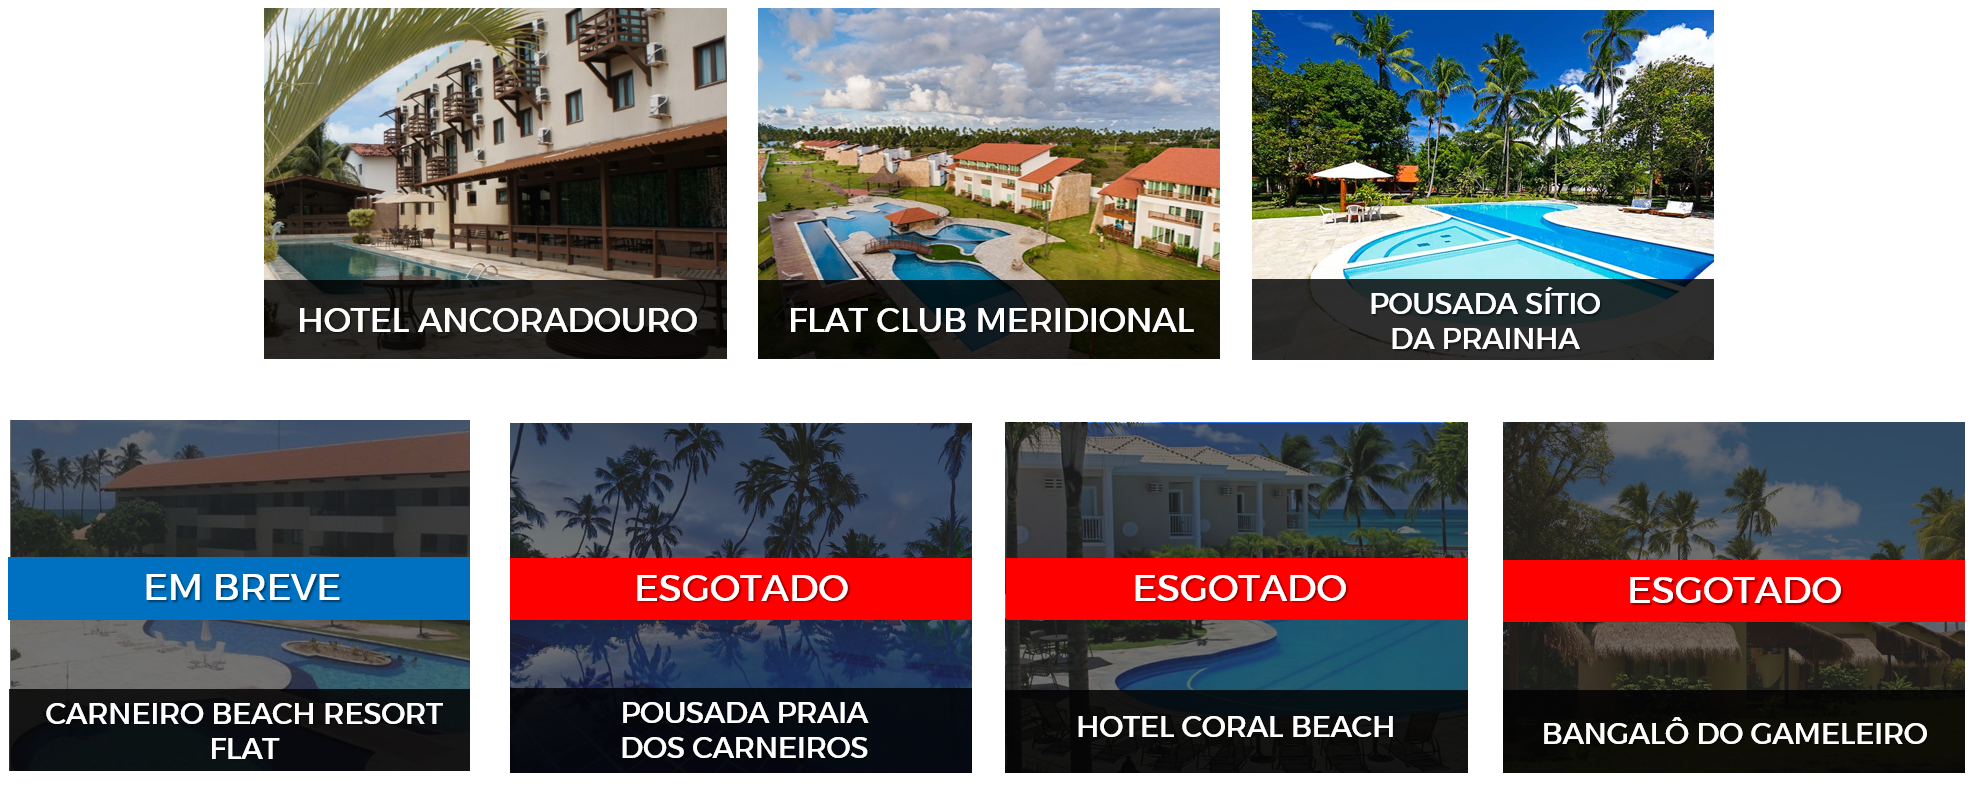 HOTEL ANCORADOURO
FLAT CLUB MERIDIONAL
POUSADA SÍTIO
DA PRAINHA
EM BREVE
CARNEIRO BEACH RESORT
FLAT
ESGOTADO
POUSADA PRAIA
DOS CARNEIROS
ESGOTADO
HOTEL CORAL BEACH
ESGOTADO
BANGALÔ DO GAMELEIRO